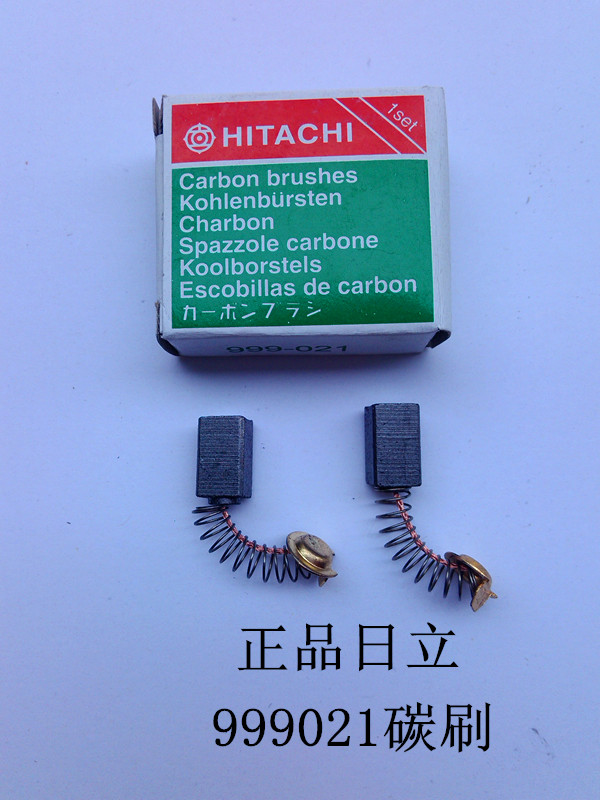 HITACHI
1set
Carbon brushes
Kohlenbürsten
Charbon
Spazzole carbone
Koolborstels
Escobillas de carbon
カーボンブラシ
999-021
正品日立
999021碳刷